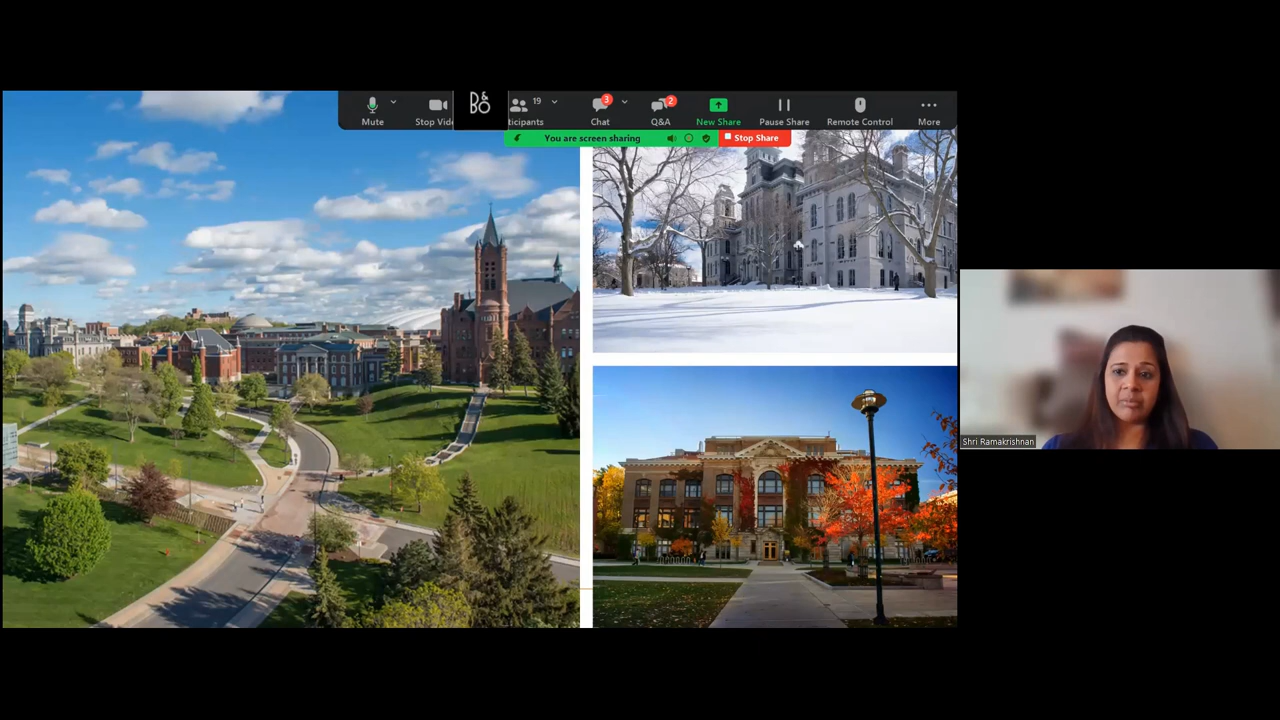 B&O
19
3
2
Mute
Stop Vide
ticipants
Chat
Q&A
New Share
Pause Share
Remote Control
More
You are screen sharing
Stop Share
Shri Ramakrishnan